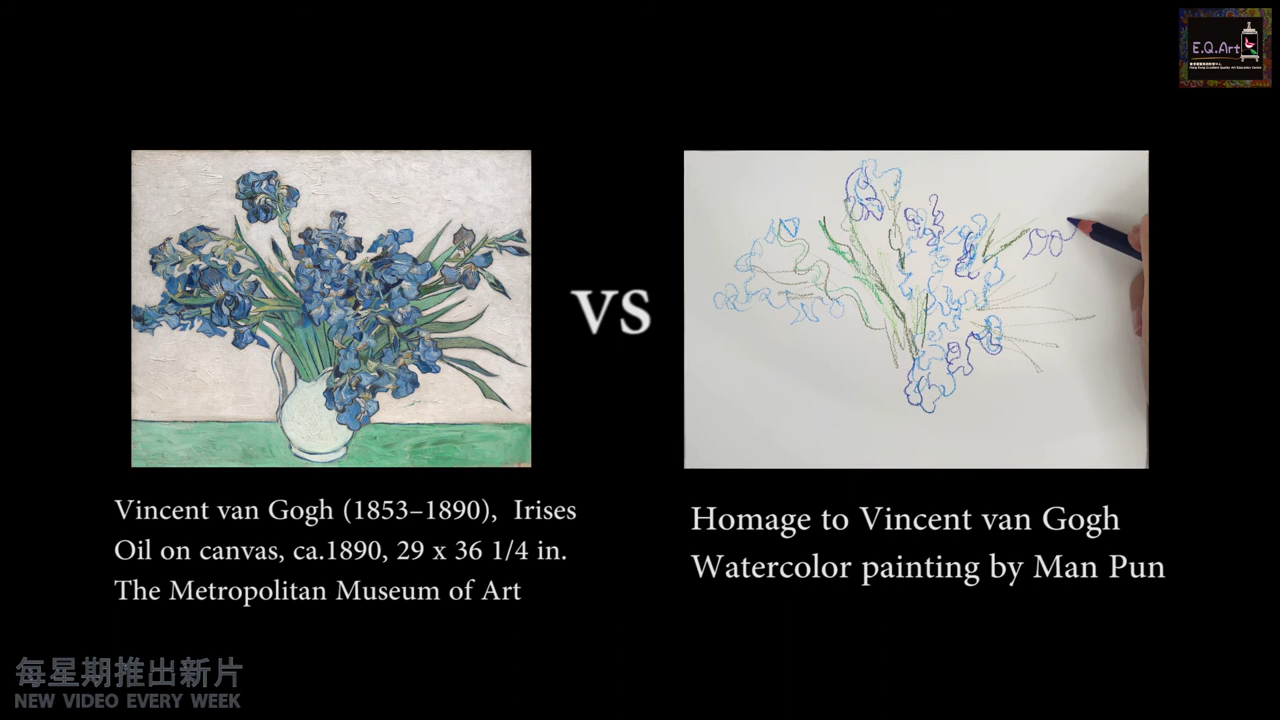 E.Q.Art
VS
Vincent van Gogh (1853–1890),  Irises
Oil on canvas, ca.1890, 29 x 36 1/4 in.
The Metropolitan Museum of Art
Homage to Vincent van Gogh
Watercolor painting by Man Pun
每星期推出新片
NEW VIDEO EVERY WEEK